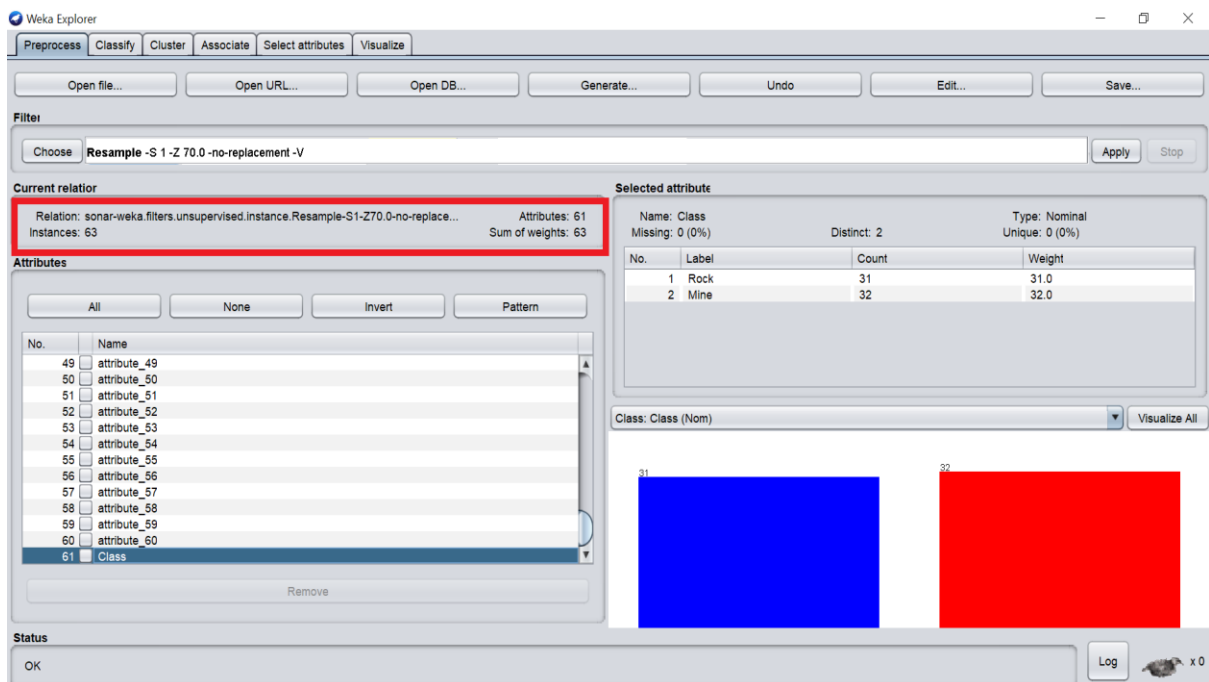 Weka Explorer
Preprocess Classify Cluster Associate Select attributes Visualize
Open file... Open URL... Open DB... Generate... Undo Edit... Save...
Filter
Choose Resample -S 1 -Z 70.0 -no-replacement -V Apply Stop
Current relation
Relation: sonar-weka.filters.unsupervised.instance.Resample-S1-Z70.0-no-replace... Attributes: 61
Instances: 63 Sum of weights: 63
Attributes
All None Invert Pattern
No. Name
49 attribute_49
50 attribute_50
51 attribute_51
52 attribute_52
53 attribute_53
54 attribute_54
55 attribute_55
56 attribute_56
57 attribute_57
58 attribute_58
59 attribute_59
60 attribute_60
61 Class
Remove
Selected attribute
Name: Class Type: Nominal
Missing: 0 (0%) Distinct: 2 Unique: 0 (0%)
No. Label Count Weight
1 Rock 31 31.0
2 Mine 32 32.0
Class: Class (Nom) Visualize All
31 32
Status
OK Log x 0